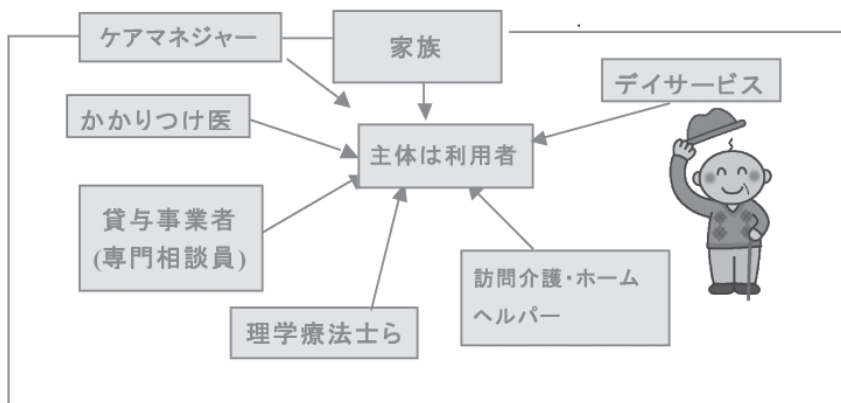 ケアマネジャー
家族
デイサービス
かかりつけ医
主体は利用者
貸与事業者
(専門相談員)
訪問介護・ホーム
ヘルパー
理学療法士ら